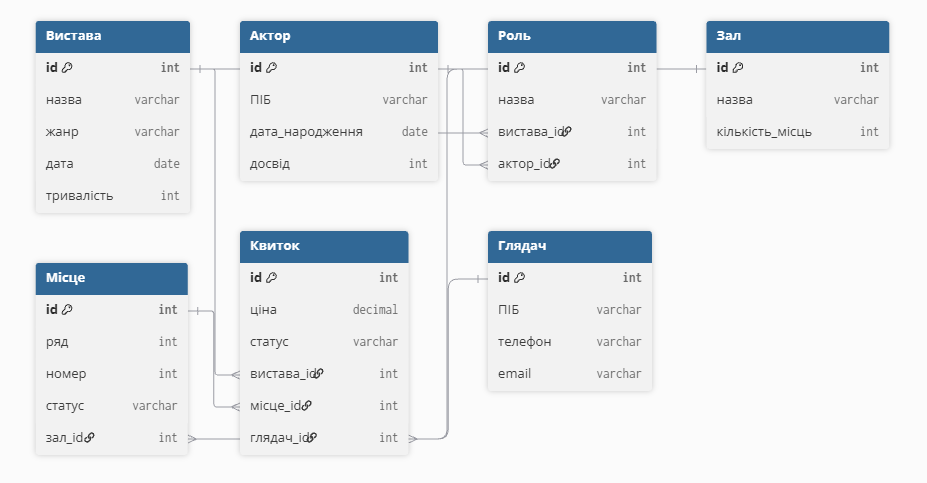 Вистава
id int
назва varchar
жанр varchar
дата date
тривалість int
Актор
id int
ПІБ varchar
дата_народження date
досвід int
Роль
id int
назва varchar
вистава_id int
актор_id int
Зал
id int
назва varchar
кількість_місць int
Місце
id int
ряд int
номер int
статус varchar
зал_id int
Квиток
id int
ціна decimal
статус varchar
вистава_id int
місце_id int
глядач_id int
Глядач
id int
ПІБ varchar
телефон varchar
email varchar